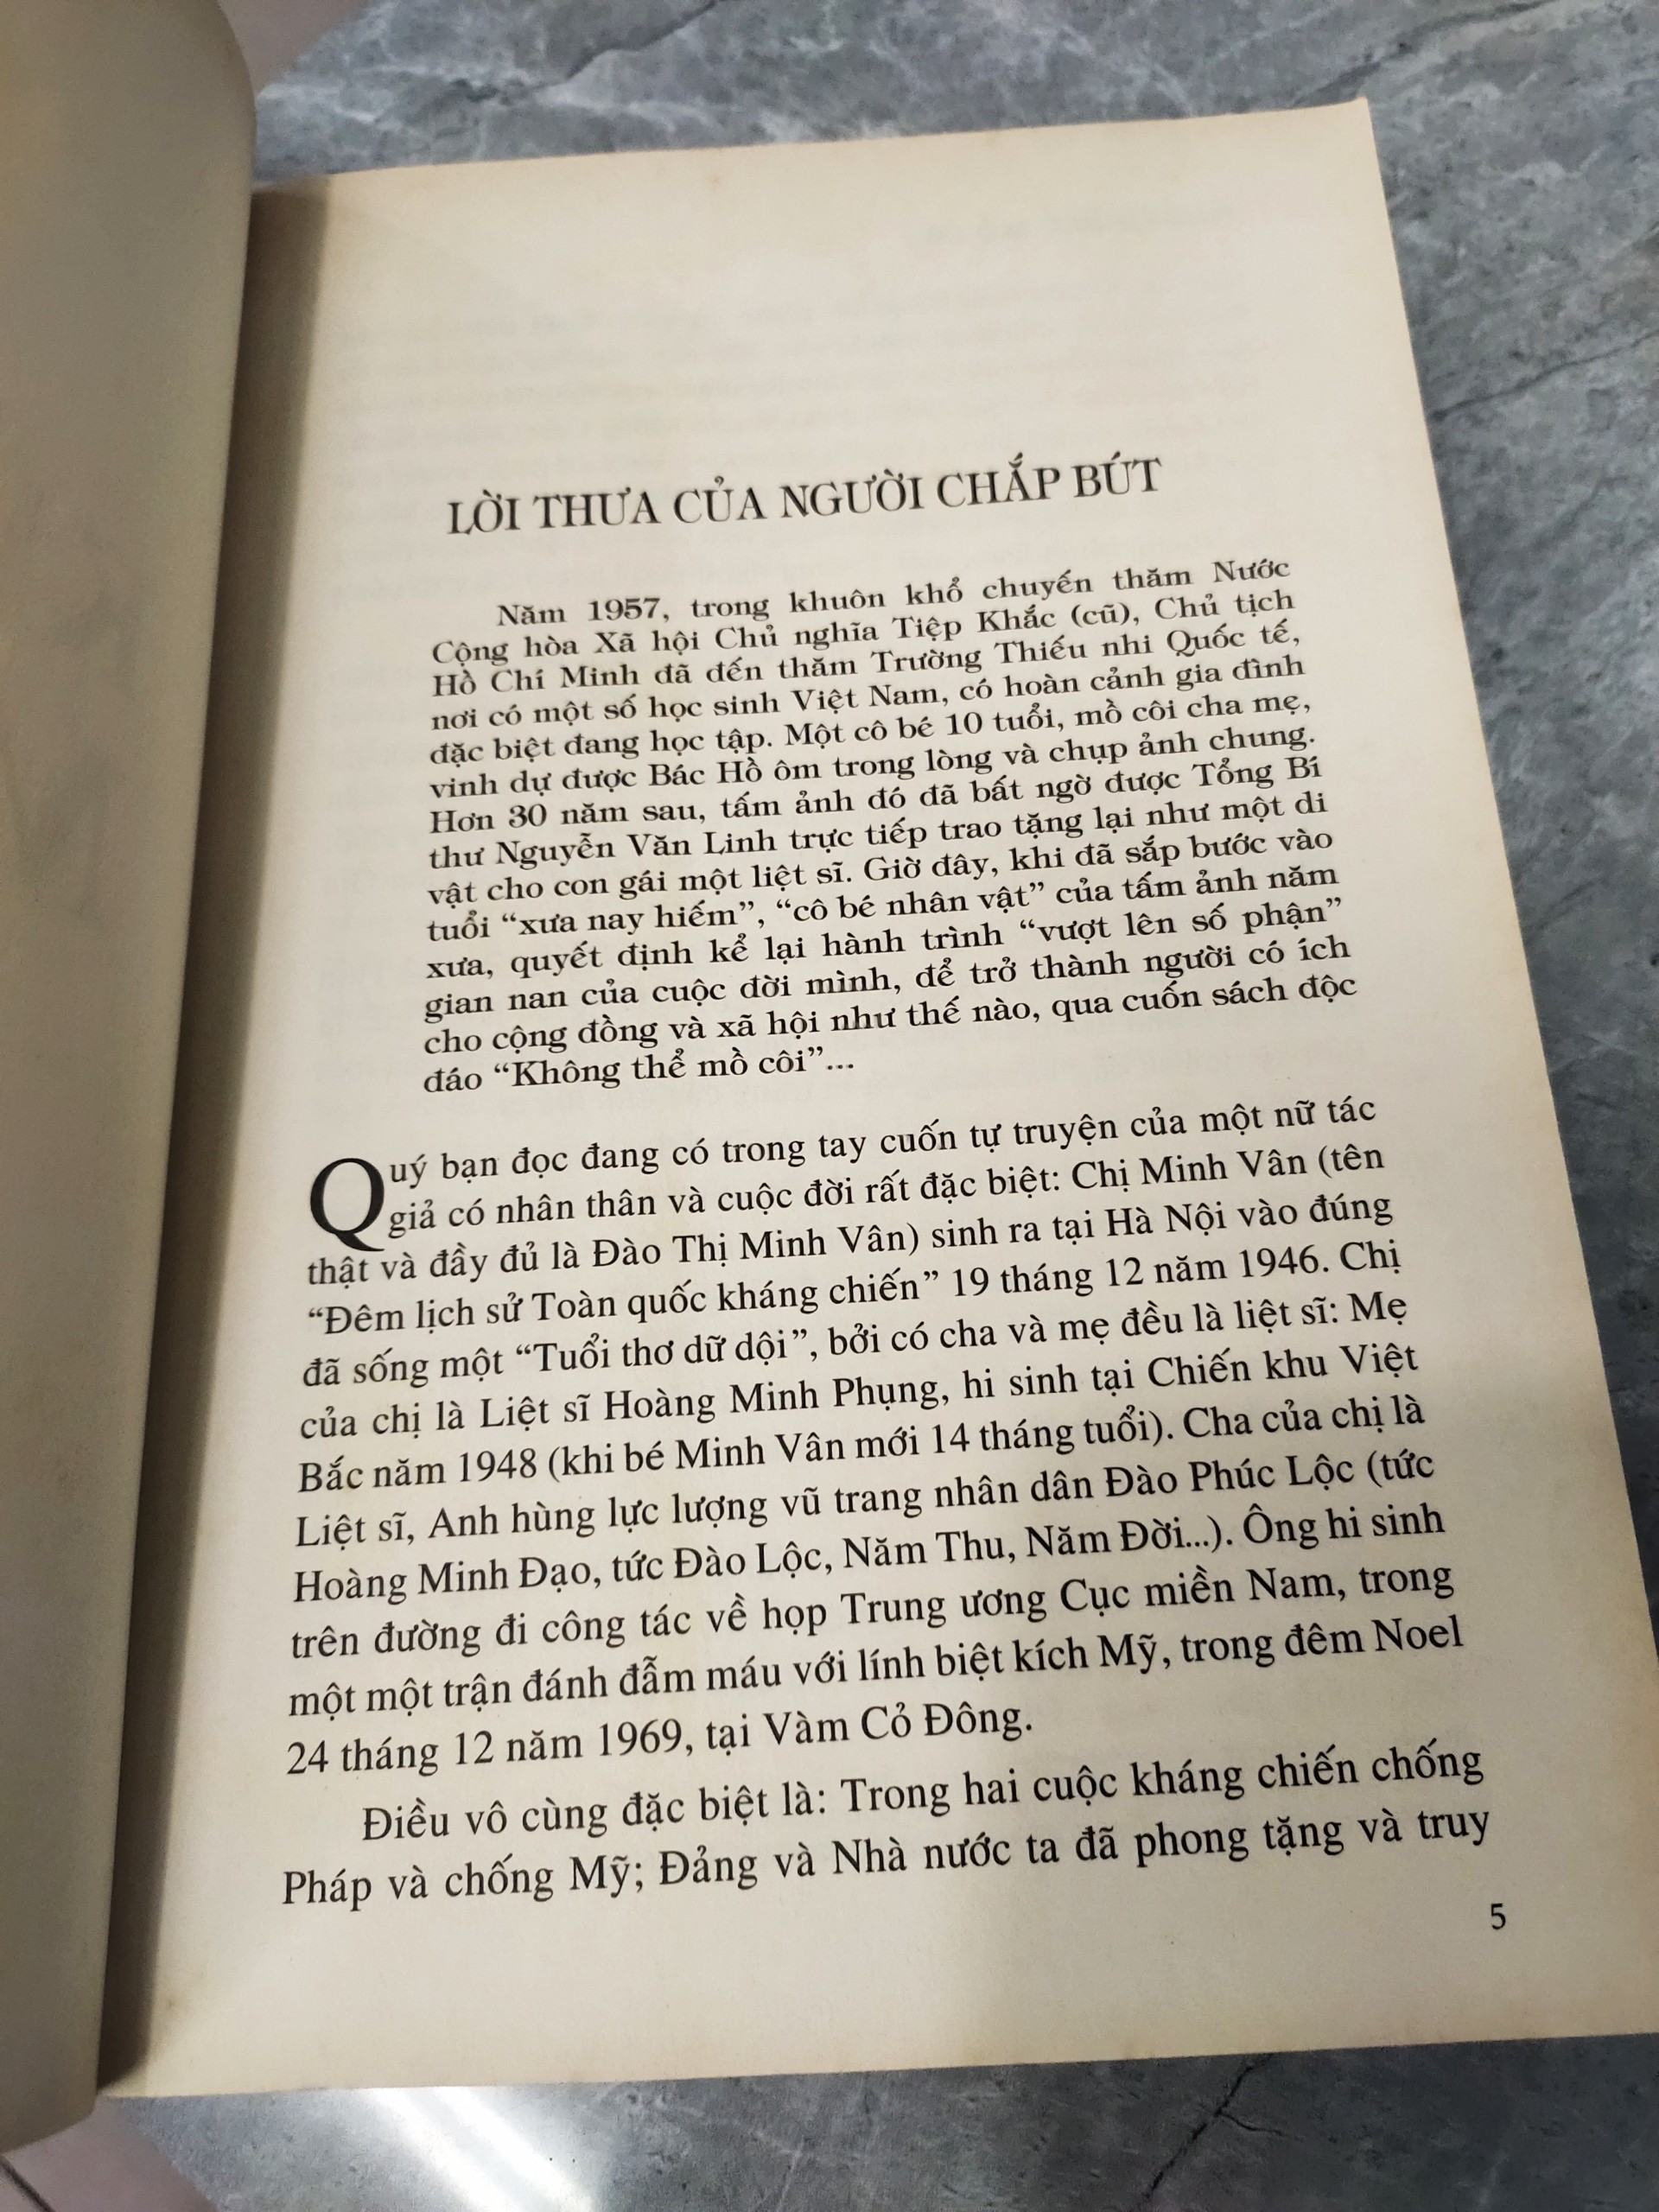 LỜI THƯA CỦA NGƯỜI CHẮP BÚT
Năm 1957, trong khuôn khổ chuyến thăm Nước
Cộng hòa Xã hội Chủ nghĩa Tiệp Khắc (cũ), Chủ tịch
Hồ Chí Minh đã đến thăm Trường Thiếu nhi Quốc tế,
nơi có một số học sinh Việt Nam, có hoàn cảnh gia đình
đặc biệt đang học tập. Một cô bé 10 tuổi, mồ côi cha mẹ,
vinh dự được Bác Hồ ôm trong lòng và chụp ảnh chung.
Hơn 30 năm sau, tấm ảnh đó đã bất ngờ được Tổng Bí
thư Nguyễn Văn Linh trực tiếp trao tặng lại như một di
vật cho con gái một liệt sĩ. Giờ đây, khi đã sắp bước vào
tuổi “xưa nay hiếm”, “cô bé nhân vật” của tấm ảnh năm
xưa, quyết định kể lại hành trình “vượt lên số phận”
gian nan của cuộc đời mình, để trở thành người có ích
cho cộng đồng và xã hội như thế nào, qua cuốn sách độc
đáo “Không thể mồ côi”...
Quý bạn đọc đang có trong tay cuốn tự truyện của một nữ tác
giả có nhân thân và cuộc đời rất đặc biệt: Chị Minh Vân (tên
thật và đầy đủ là Đào Thị Minh Vân) sinh ra tại Hà Nội vào đúng
“Đêm lịch sử Toàn quốc kháng chiến” 19 tháng 12 năm 1946. Chị
đã sống một “Tuổi thơ dữ dội”, bởi có cha và mẹ đều là liệt sĩ: Mẹ
của chị là Liệt sĩ Hoàng Minh Phụng, hi sinh tại Chiến khu Việt
Bắc năm 1948 (khi bé Minh Vân mới 14 tháng tuổi). Cha của chị là
Liệt sĩ, Anh hùng lực lượng vũ trang nhân dân Đào Phúc Lộc (tức
Hoàng Minh Đạo, tức Đào Lộc, Năm Thu, Năm Đời...). Ông hi sinh
trên đường đi công tác về họp Trung ương Cục miền Nam, trong
một một trận đánh đẫm máu với lính biệt kích Mỹ, trong đêm Noel
24 tháng 12 năm 1969, tại Vàm Cỏ Đông.
Điều vô cùng đặc biệt là: Trong hai cuộc kháng chiến chống
Pháp và chống Mỹ; Đảng và Nhà nước ta đã phong tặng và truy
5